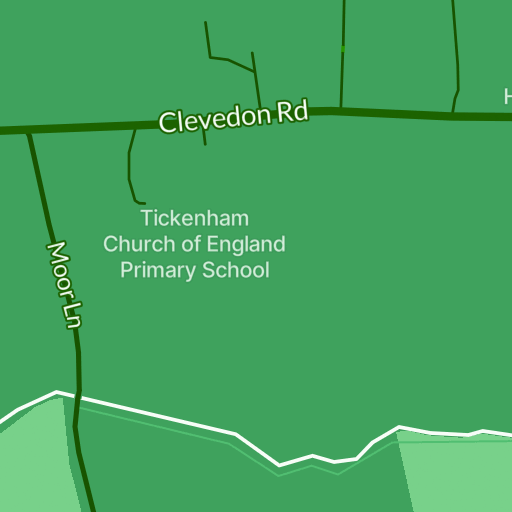 H
Clevedon Rd
Tickenham
Church of England
Primary School
Moor Ln